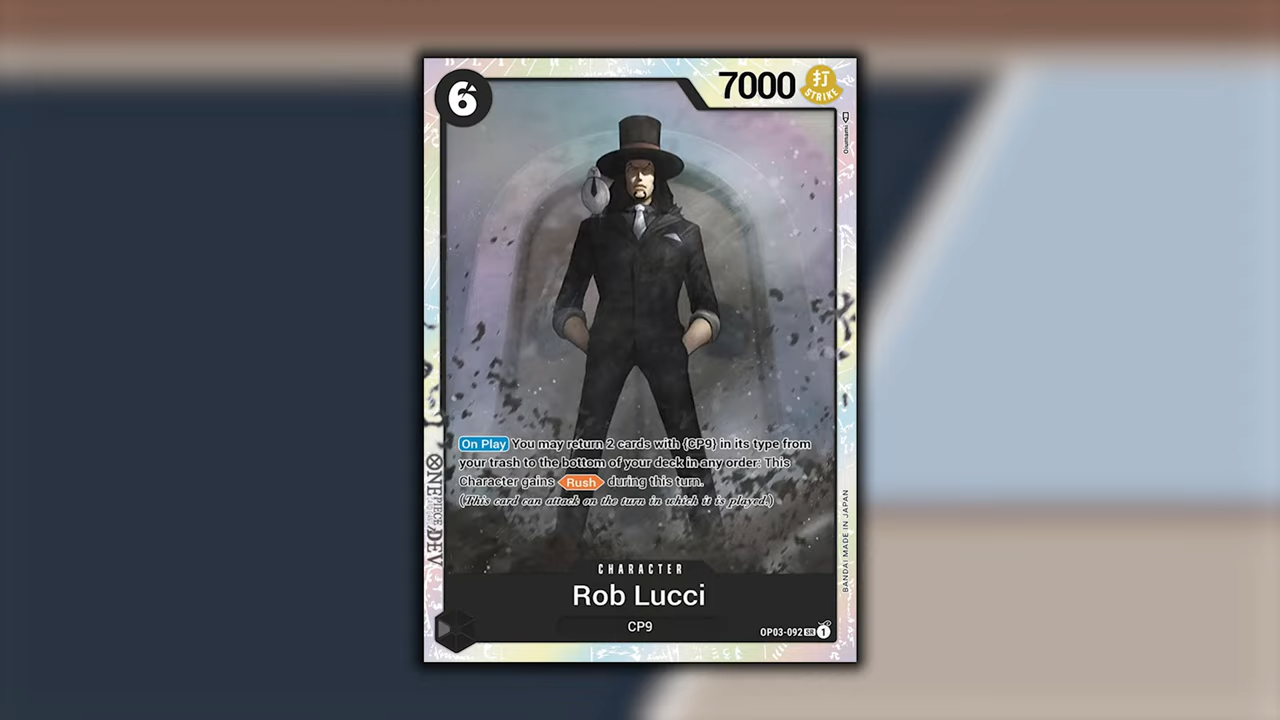 6
7000
打
STRIKE
Oiumami
On Play You may return 2 cards with {CP9} in its type from
your trash to the bottom of your deck in any order: This
Character gains Rush during this turn.
(This card can attack on the turn in which it is played.)
ONE PIECE DEV
BANDAI MADE IN JAPAN
CHARACTER
Rob Lucci
CP9
OP03-092 SR 1